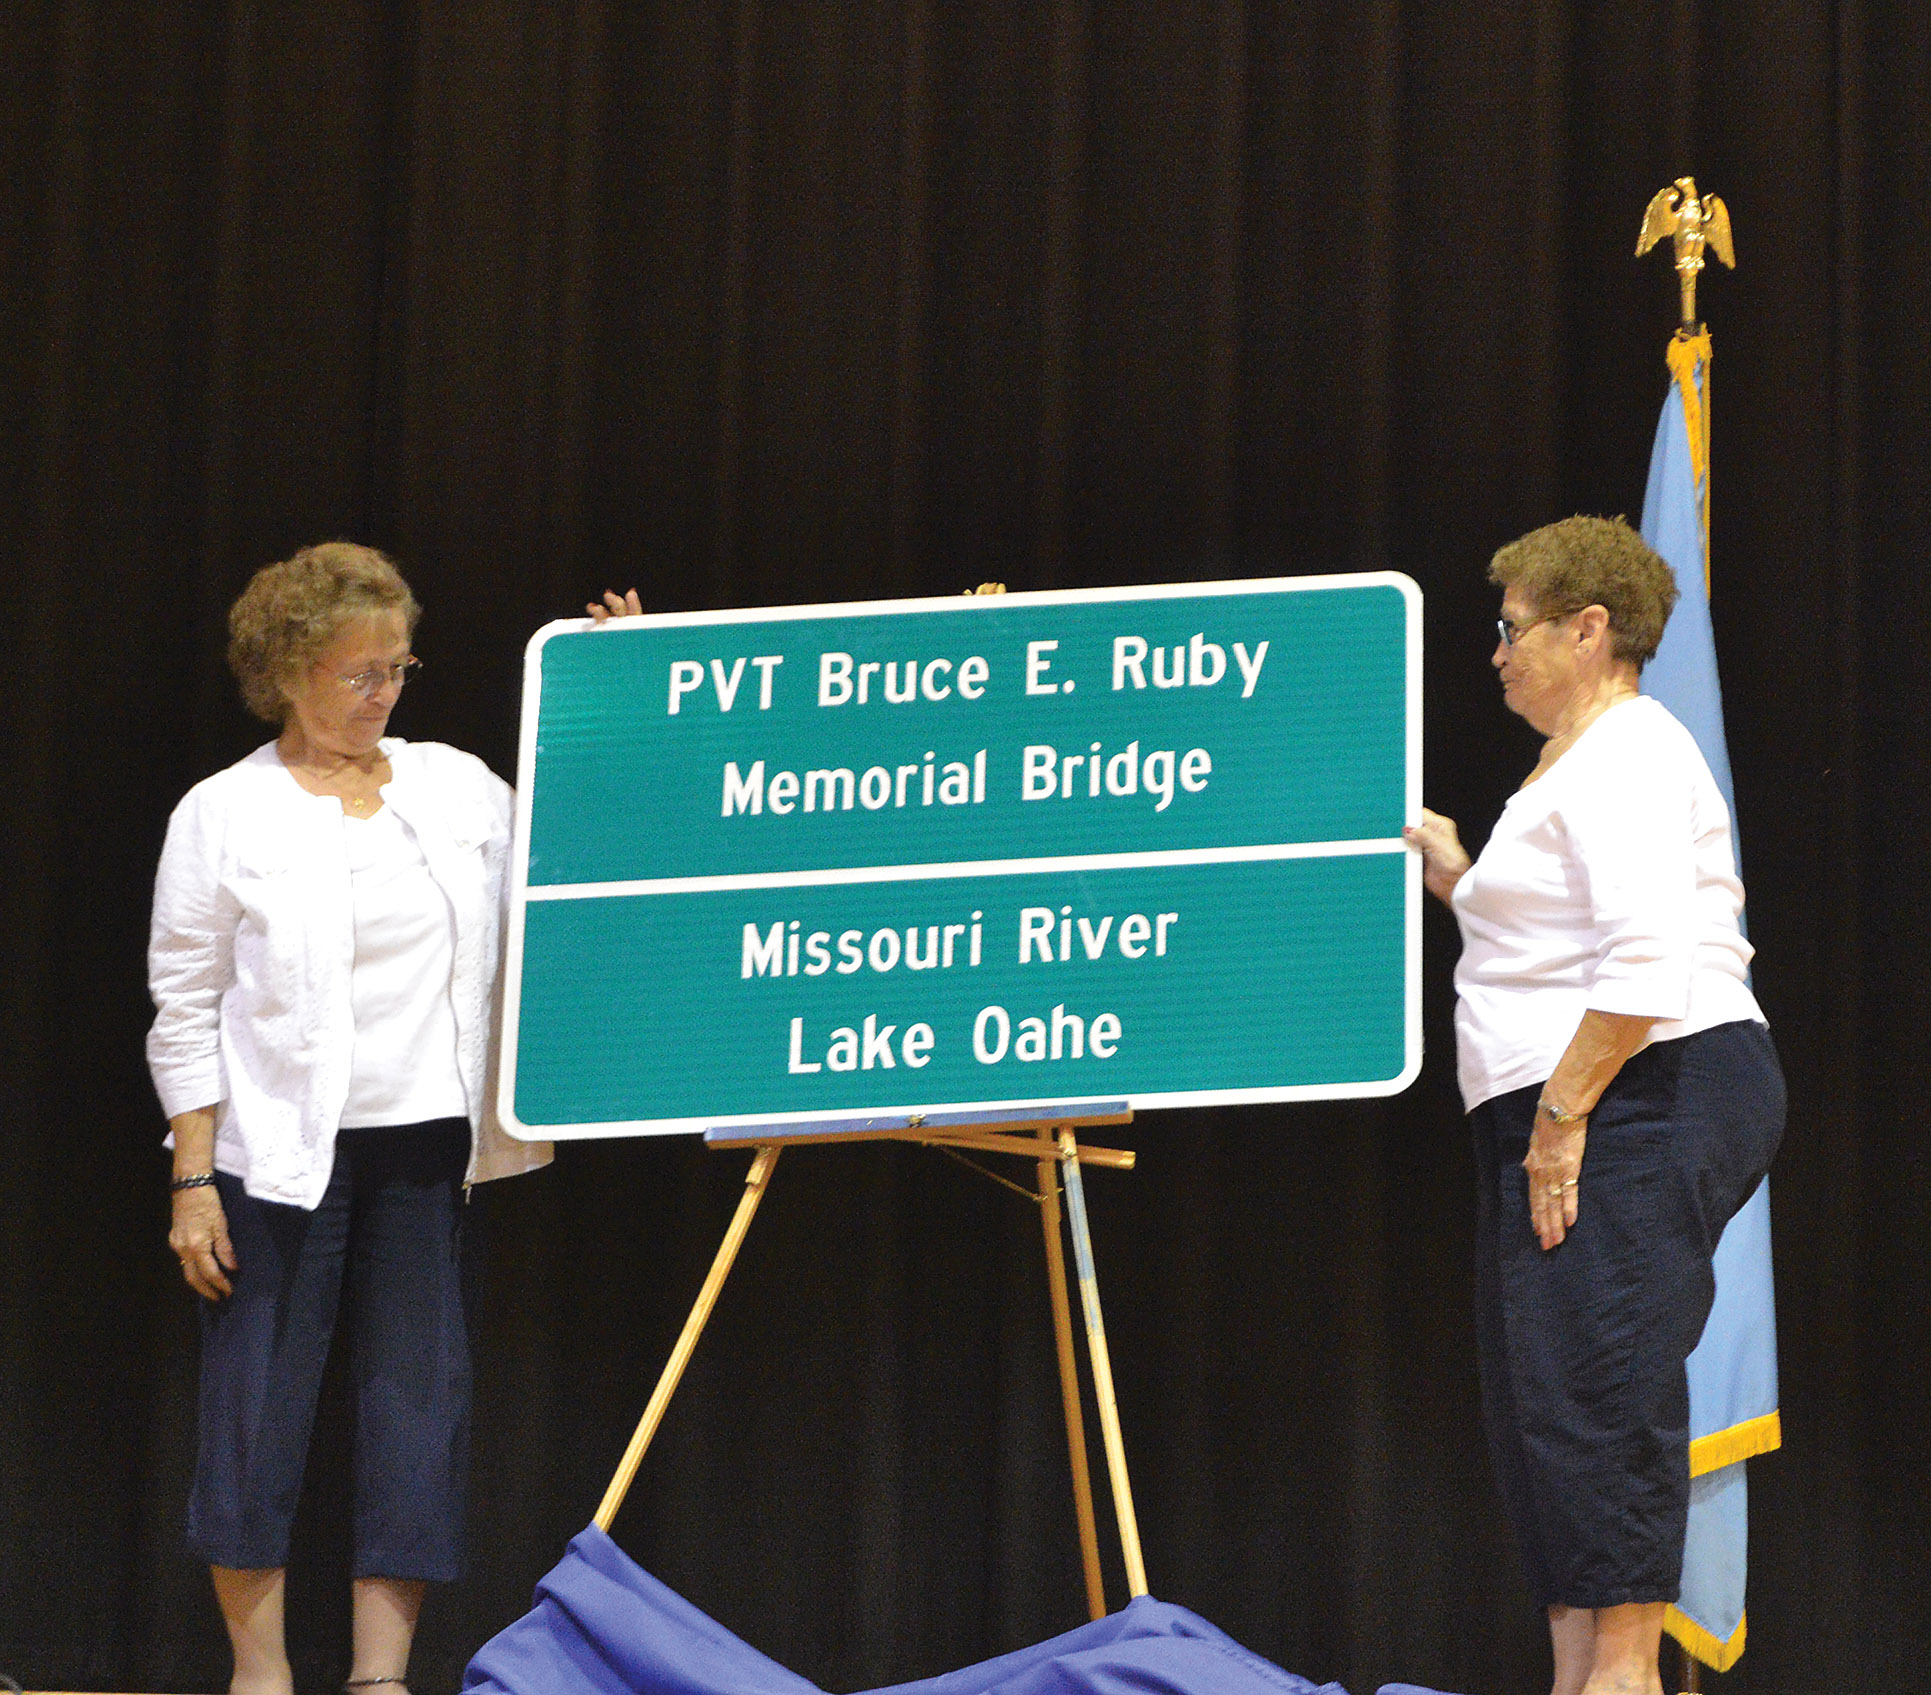 PVT Bruce E. Ruby
Memorial Bridge
Missouri River
Lake Oahe